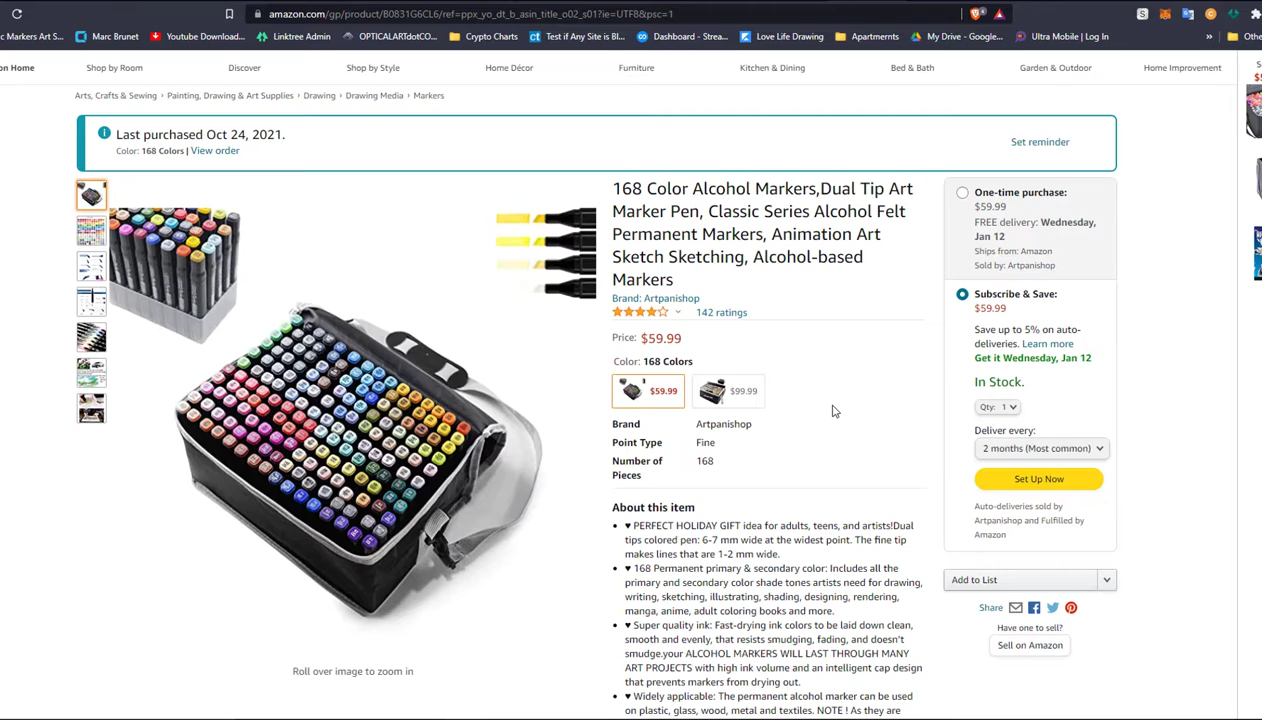 amazon.com/gp/product/B0831G6CL6/ref=ppx_yo_dt_b_asin_title_o02_s01?ie=UTF8&psc=1
c Markers Art S...
Marc Brunet
Youtube Download...
Linktree Admin
OPTICALARTdotCO...
Crypto Charts
Test if Any Site is Bl...
Dashboard - Strea...
Love Life Drawing
Apartmernts
My Drive - Google...
Ultra Mobile | Log In
»
Othe
on Home
Shop by Room
Discover
Shop by Style
Home Décor
Furniture
Kitchen & Dining
Bed & Bath
Garden & Outdoor
Home Improvement
Arts, Crafts & Sewing › Painting, Drawing & Art Supplies › Drawing › Drawing Media › Markers
Last purchased Oct 24, 2021.
Color: 168 Colors | View order
Set reminder
168 Color Alcohol Markers,Dual Tip Art
Marker Pen, Classic Series Alcohol Felt
Permanent Markers, Animation Art
Sketch Sketching, Alcohol-based
Markers
Brand: Artpanishop
142 ratings
Price: $59.99
Color: 168 Colors
$59.99
$99.99
Brand Artpanishop
Point Type Fine
Number of 168
Pieces
About this item
♥ PERFECT HOLIDAY GIFT idea for adults, teens, and artists!Dual
tips colored pen: 6-7 mm wide at the widest point. The fine tip
makes lines that are 1-2 mm wide.
♥ 168 Permanent primary & secondary color: Includes all the
primary and secondary color shade tones artists need for drawing,
writing, sketching, illustrating, shading, designing, rendering,
manga, anime, adult coloring books and more.
♥ Super quality ink: Fast-drying ink colors to be laid down clean,
smooth and evenly, that resists smudging, fading, and doesn't
smudge.your ALCOHOL MARKERS WILL LAST THROUGH MANY
ART PROJECTS with high ink volume and an intelligent cap design
that prevents markers from drying out.
♥ Widely applicable: The permanent alcohol marker can be used
on plastic, glass, wood, metal and textiles. NOTE ! As they are
Roll over image to zoom in
One-time purchase:
$59.99
FREE delivery: Wednesday,
Jan 12
Ships from: Amazon
Sold by: Artpanishop
Subscribe & Save:
$59.99
Save up to 5% on auto-
deliveries. Learn more
Get it Wednesday, Jan 12
In Stock.
Qty: 1
Deliver every:
2 months (Most common)
Set Up Now
Auto-deliveries sold by
Artpanishop and Fulfilled by
Amazon
Add to List
Share
Have one to sell?
Sell on Amazon